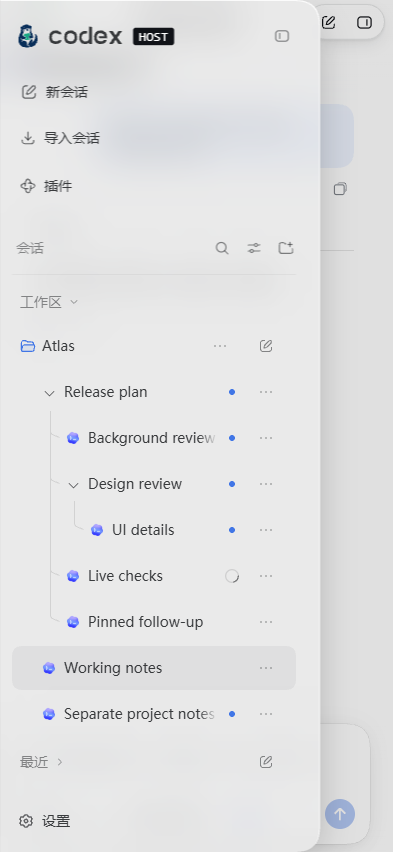 codex HOST
新会话
导入会话
插件
会话
工作区
Atlas
Release plan
Background review
Design review
UI details
Live checks
Pinned follow-up
Working notes
Separate project notes
最近
设置